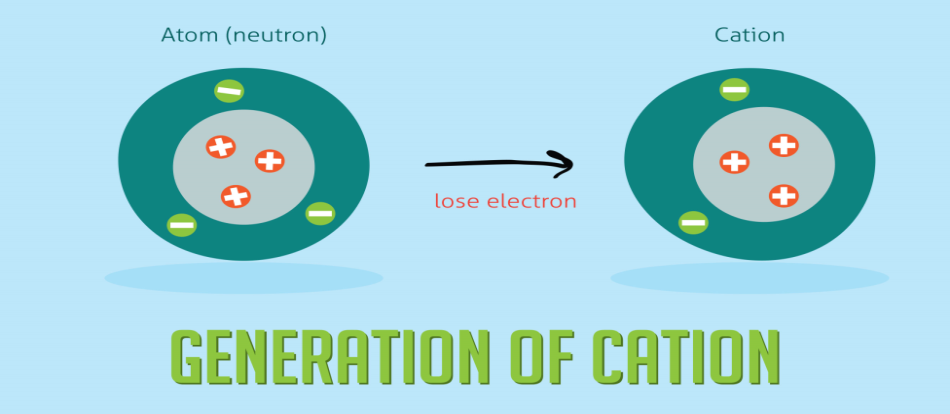 Atom (neutron)
Cation
lose electron
GENERATION OF CATION